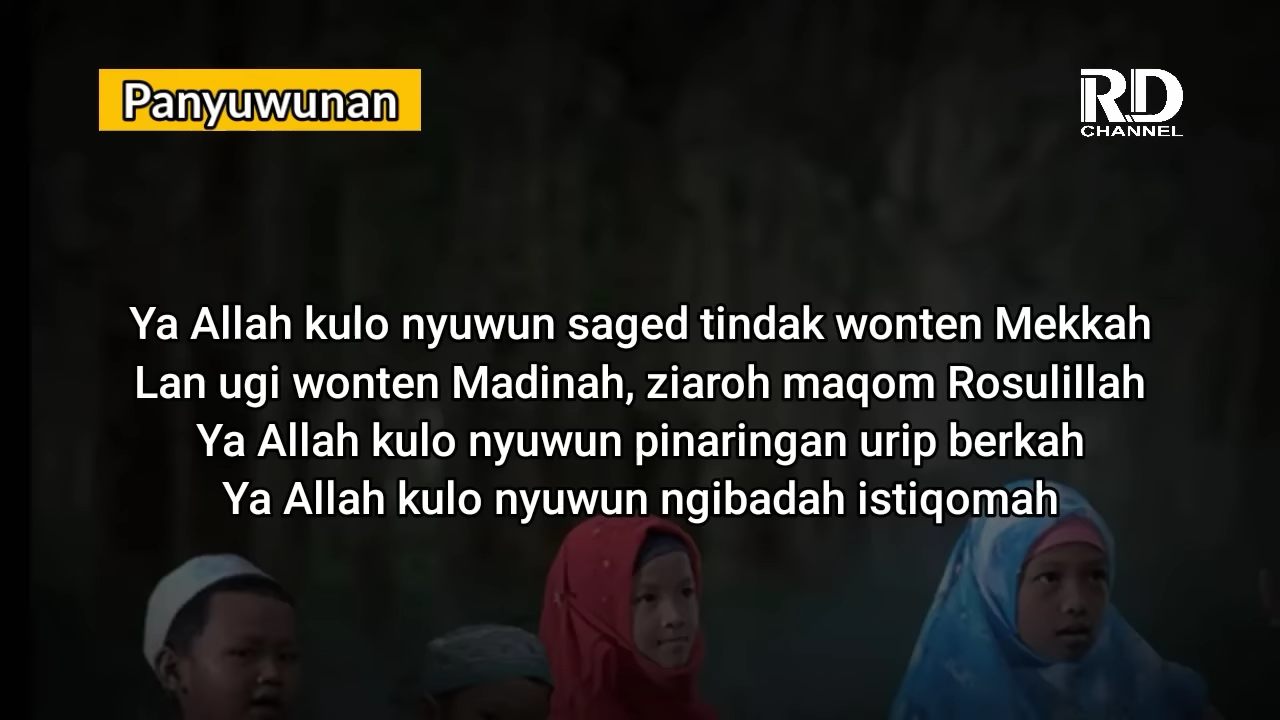 Panyuwunan
RD
CHANNEL
Ya Allah kulo nyuwun saged tindak wonten Mekkah
Lan ugi wonten Madinah, ziaroh maqom Rosulillah
Ya Allah kulo nyuwun pinaringan urip berkah
Ya Allah kulo nyuwun ngibadah istiqomah